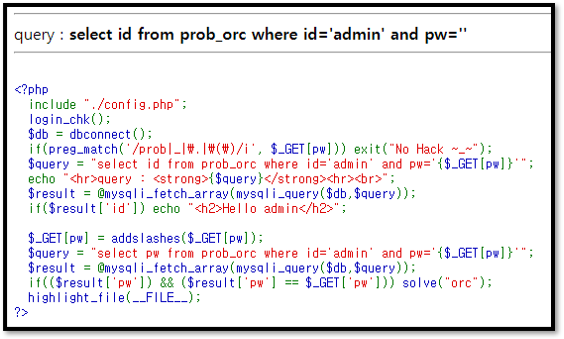 query : select id from prob_orc where id='admin' and pw=''
<?php
include "./config.php";
login_chk();
$db = dbconnect();
if(preg_match('/prob|_|₩.|₩(₩)/i', $_GET[pw])) exit("No Hack ~_~");
$query = "select id from prob_orc where id='admin' and pw='{$_GET[pw]}'";
echo "<hr>query : <strong>{$query}</strong><hr><br>";
$result = @mysqli_fetch_array(mysqli_query($db,$query));
if($result['id']) echo "<h2>Hello admin</h2>";
$_GET[pw] = addslashes($_GET[pw]);
$query = "select pw from prob_orc where id='admin' and pw='{$_GET[pw]}'";
$result = @mysqli_fetch_array(mysqli_query($db,$query));
if(($result['pw']) && ($result['pw'] == $_GET['pw'])) solve("orc");
highlight_file(__FILE__);
?>